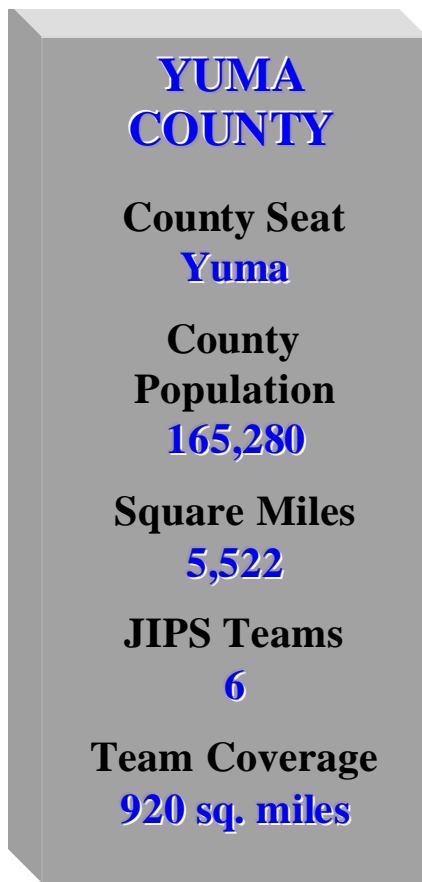 YUMA
COUNTY
County Seat
Yuma
County
Population
165,280
Square Miles
5,522
JIPS Teams
6
Team Coverage
920 sq. miles